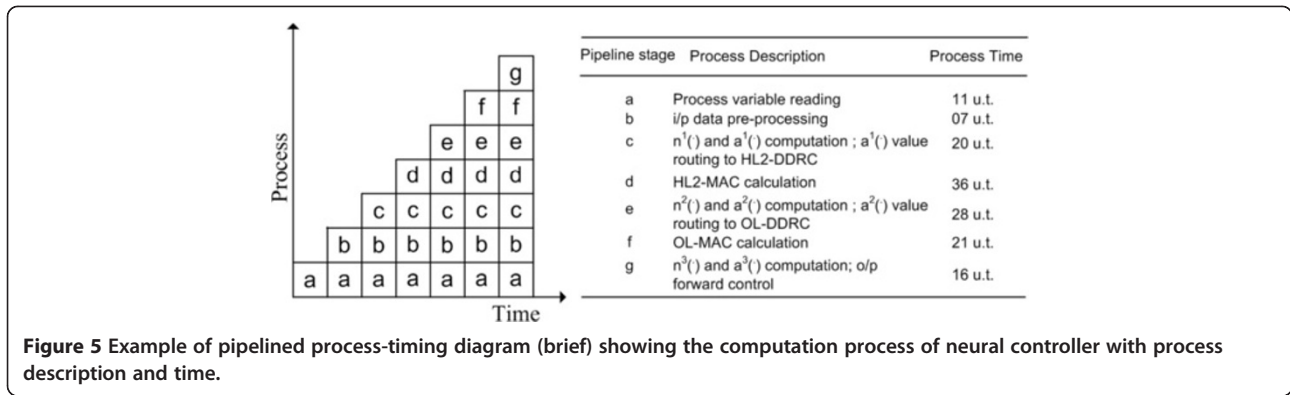 g
f f
e e e
d d d d
c c c c c
b b b b b b
a a a a a a a
Process
Time
Pipeline stage Process Description Process Time
a Process variable reading 11 u.t.
b i/p data pre-processing 07 u.t.
c n¹(·) and a¹(·) computation ; a¹(·) value 20 u.t.
routing to HL2-DDRC
d HL2-MAC calculation 36 u.t.
e n²(·) and a²(·) computation ; a²(·) value 28 u.t.
routing to OL-DDRC
f OL-MAC calculation 21 u.t.
g n³(·) and a³(·) computation; o/p 16 u.t.
forward control
Figure 5 Example of pipelined process-timing diagram (brief) showing the computation process of neural controller with process
description and time.